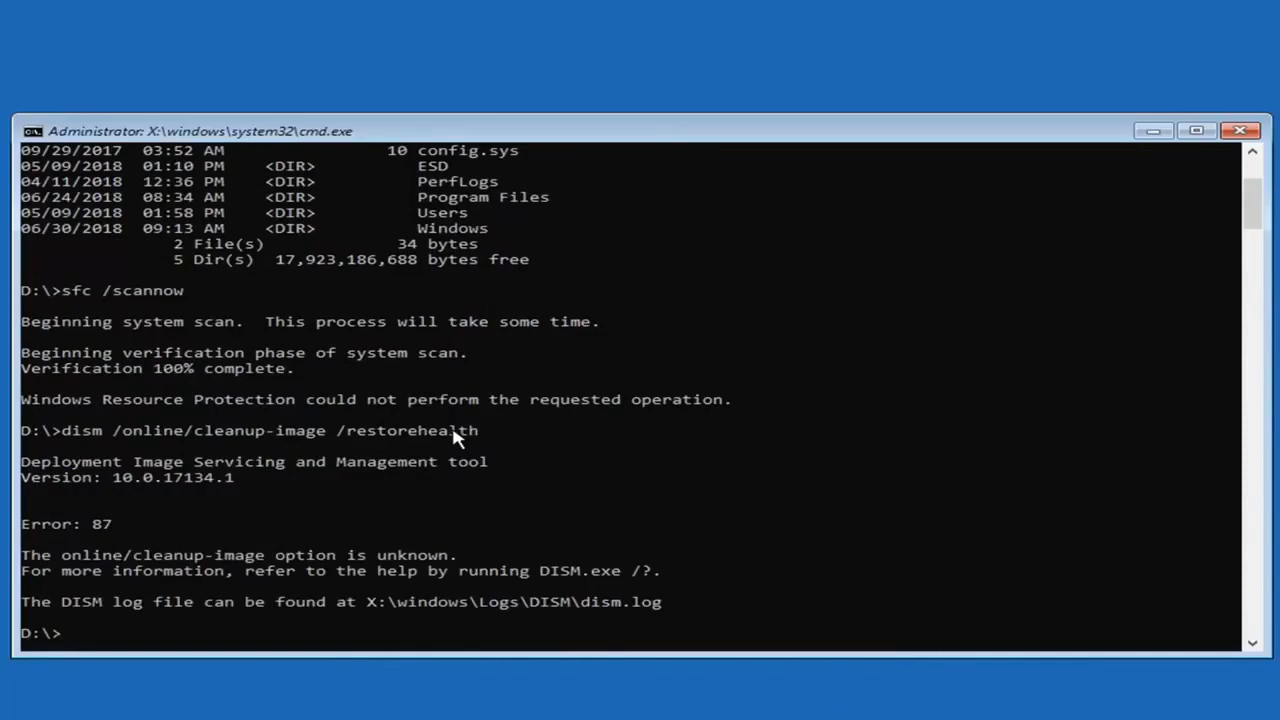 Administrator: X:\windows\system32\cmd.exe
09/29/2017  03:52 AM                10 config.sys
05/09/2018  01:10 PM    <DIR>          ESD
04/11/2018  12:36 PM    <DIR>          PerfLogs
06/24/2018  08:34 AM    <DIR>          Program Files
05/09/2018  01:58 PM    <DIR>          Users
06/30/2018  09:13 AM    <DIR>          Windows
               2 File(s)             34 bytes
               5 Dir(s)  17,923,186,688 bytes free
D:\>sfc /scannow
Beginning system scan.  This process will take some time.
Beginning verification phase of system scan.
Verification 100% complete.
Windows Resource Protection could not perform the requested operation.
D:\>dism /online/cleanup-image /restorehealth
Deployment Image Servicing and Management tool
Version: 10.0.17134.1
Error: 87
The online/cleanup-image option is unknown.
For more information, refer to the help by running DISM.exe /?.
The DISM log file can be found at X:\windows\Logs\DISM\dism.log
D:\>